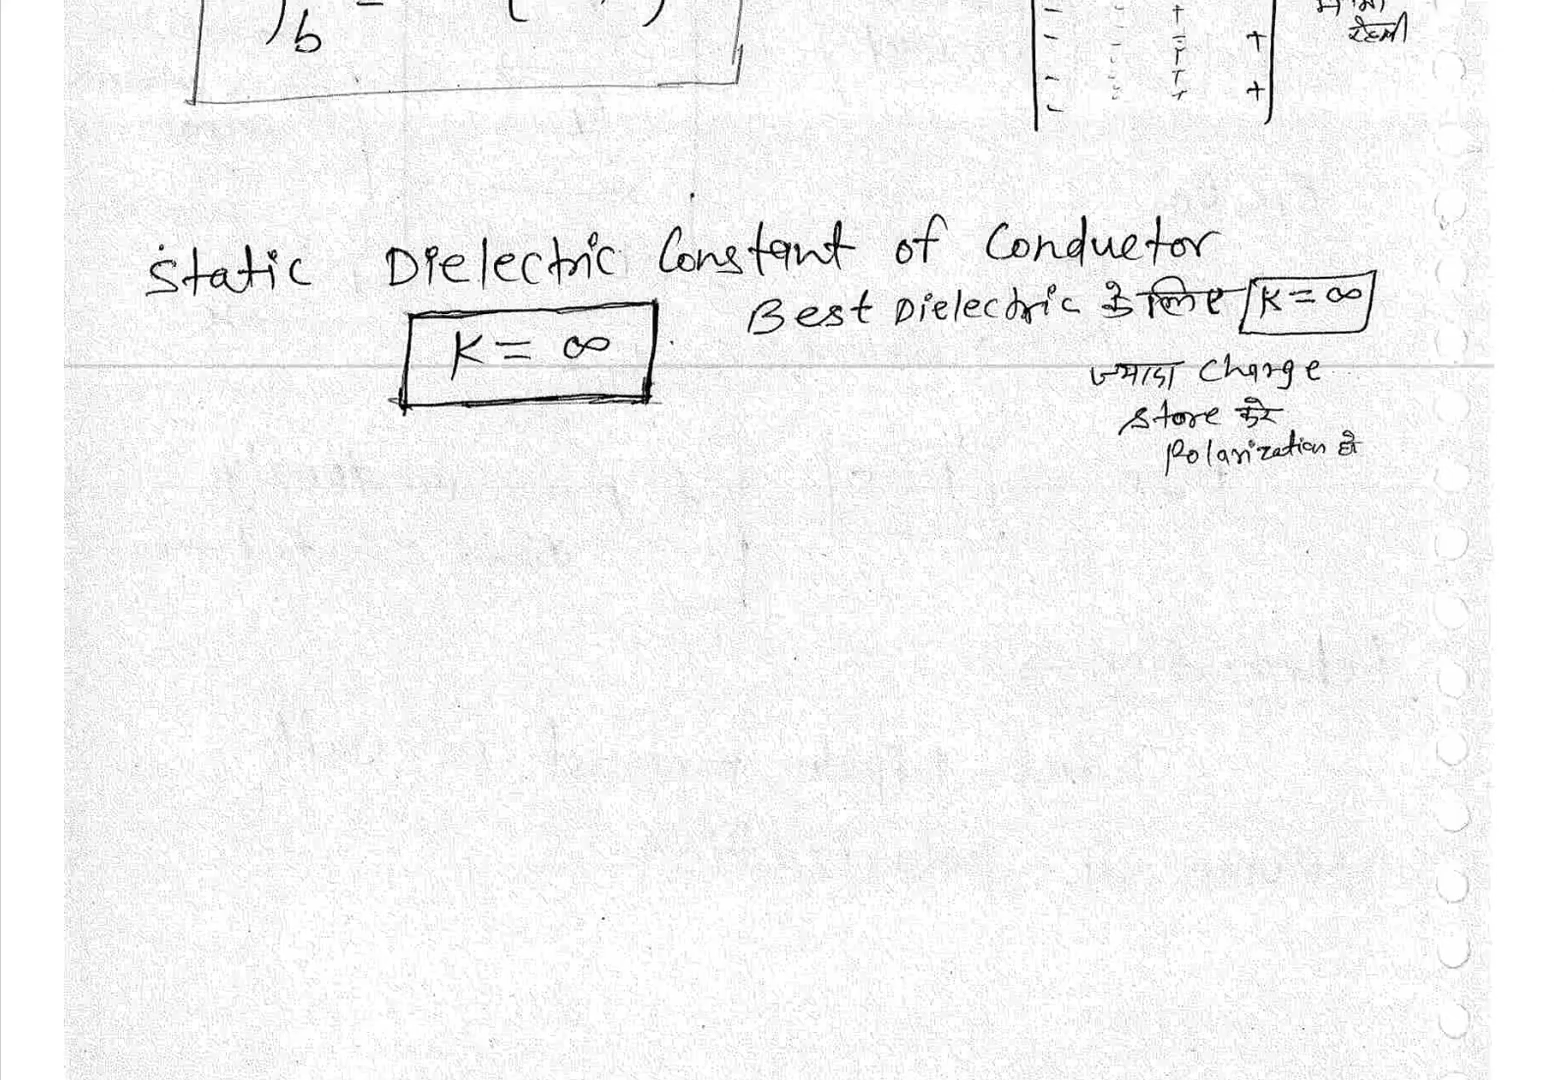 b
Static Dielectric Constant of Conductor
K = ∞
Best Dielectric के लिए K = ∞
ज्यादा Charge
store करे
Polarization हो